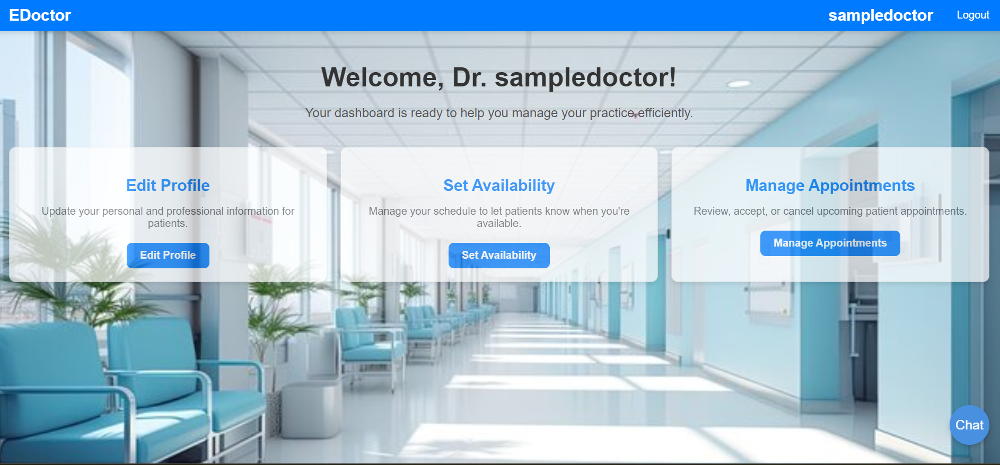 EDoctor
sampledoctor
Logout
Welcome, Dr. sampledoctor!
Your dashboard is ready to help you manage your practice efficiently.
Edit Profile
Update your personal and professional information for
patients.
Edit Profile
Set Availability
Manage your schedule to let patients know when you're
available.
Set Availability
Manage Appointments
Review, accept, or cancel upcoming patient appointments.
Manage Appointments
Chat